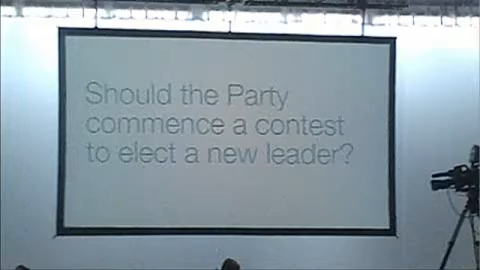 Should the Party
commence a contest
to elect a new leader?